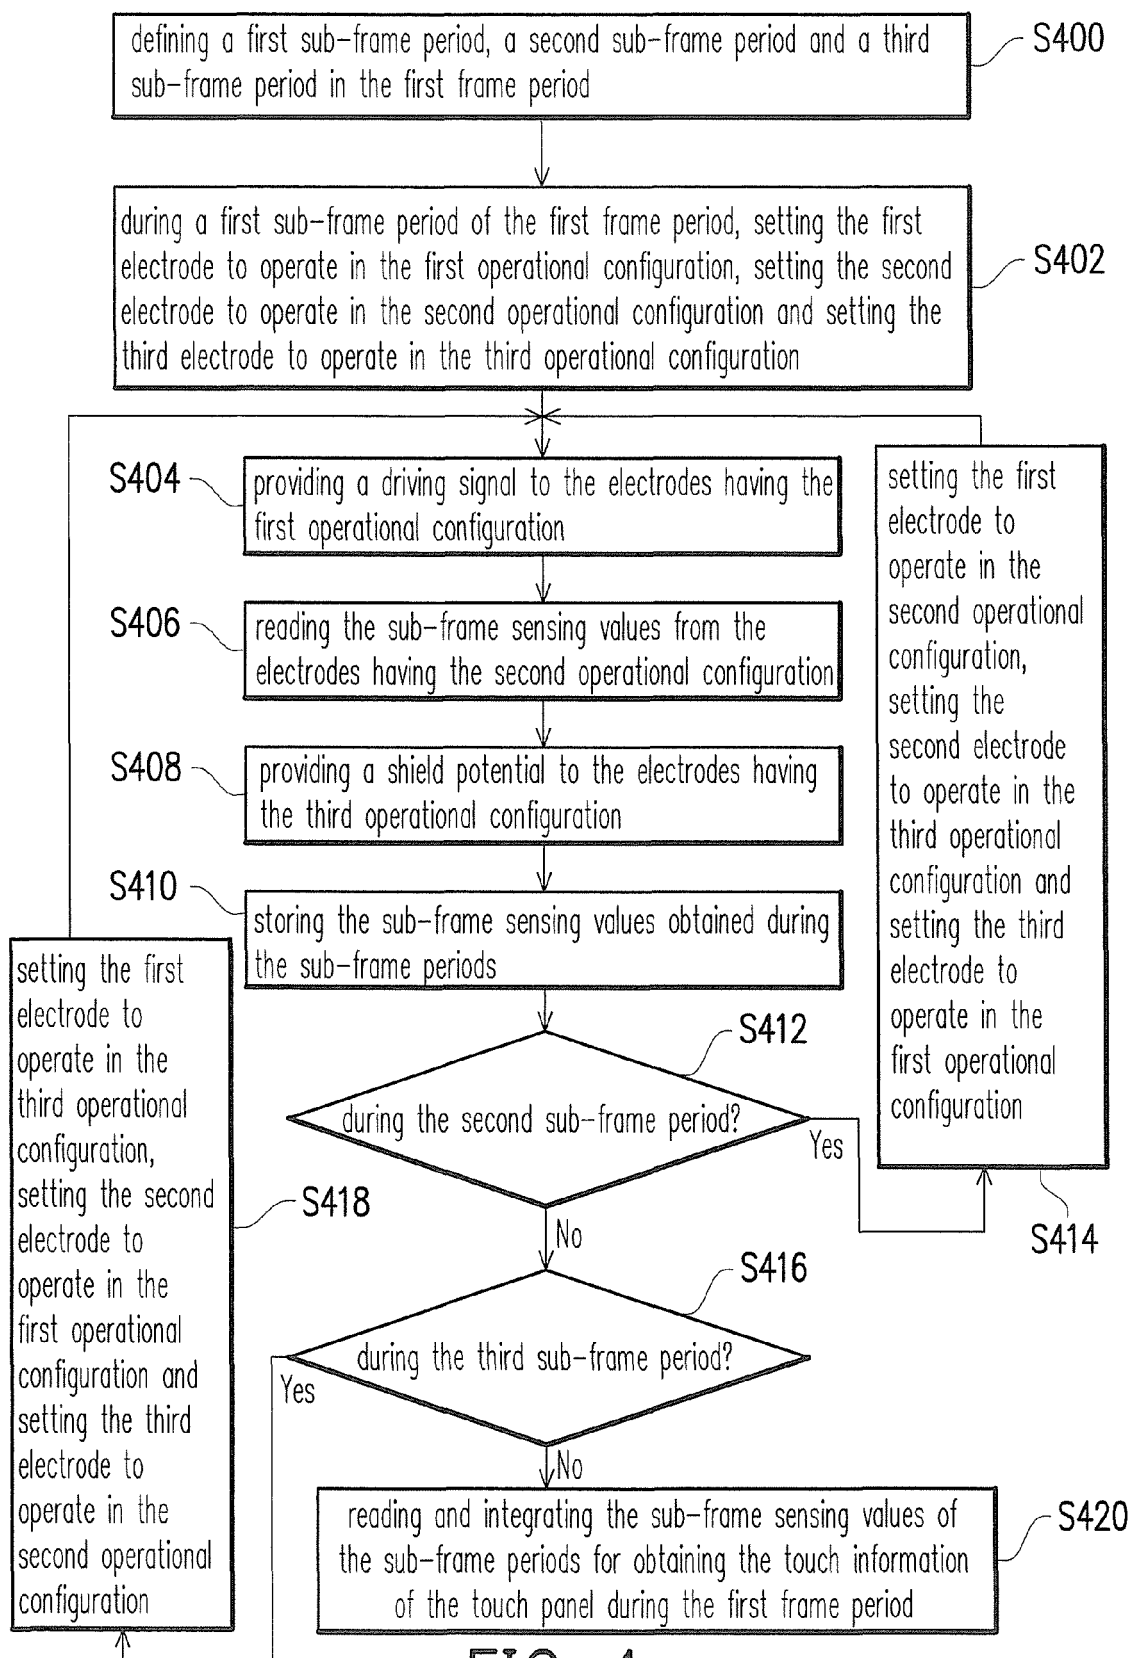 defining a first sub-frame period, a second sub-frame period and a third
sub-frame period in the first frame period
S400
during a first sub-frame period of the first frame period, setting the first
electrode to operate in the first operational configuration, setting the second
electrode to operate in the second operational configuration and setting the
third electrode to operate in the third operational configuration
S402
S404
providing a driving signal to the electrodes having the
first operational configuration
S406
reading the sub-frame sensing values from the
electrodes having the second operational configuration
S408
providing a shield potential to the electrodes having
the third operational configuration
S410
storing the sub-frame sensing values obtained during
the sub-frame periods
S412
during the second sub-frame period?
Yes
No
setting the first
electrode to
operate in the
second operational
configuration,
setting the
second electrode
to operate in the
third operational
configuration and
setting the third
electrode to
operate in the
first operational
configuration
S414
S416
during the third sub-frame period?
Yes
No
setting the first
electrode to
operate in the
third operational
configuration,
setting the second
electrode to
operate in the
first operational
configuration and
setting the third
electrode to
operate in the
second operational
configuration
S418
reading and integrating the sub-frame sensing values of
the sub-frame periods for obtaining the touch information
of the touch panel during the first frame period
S420